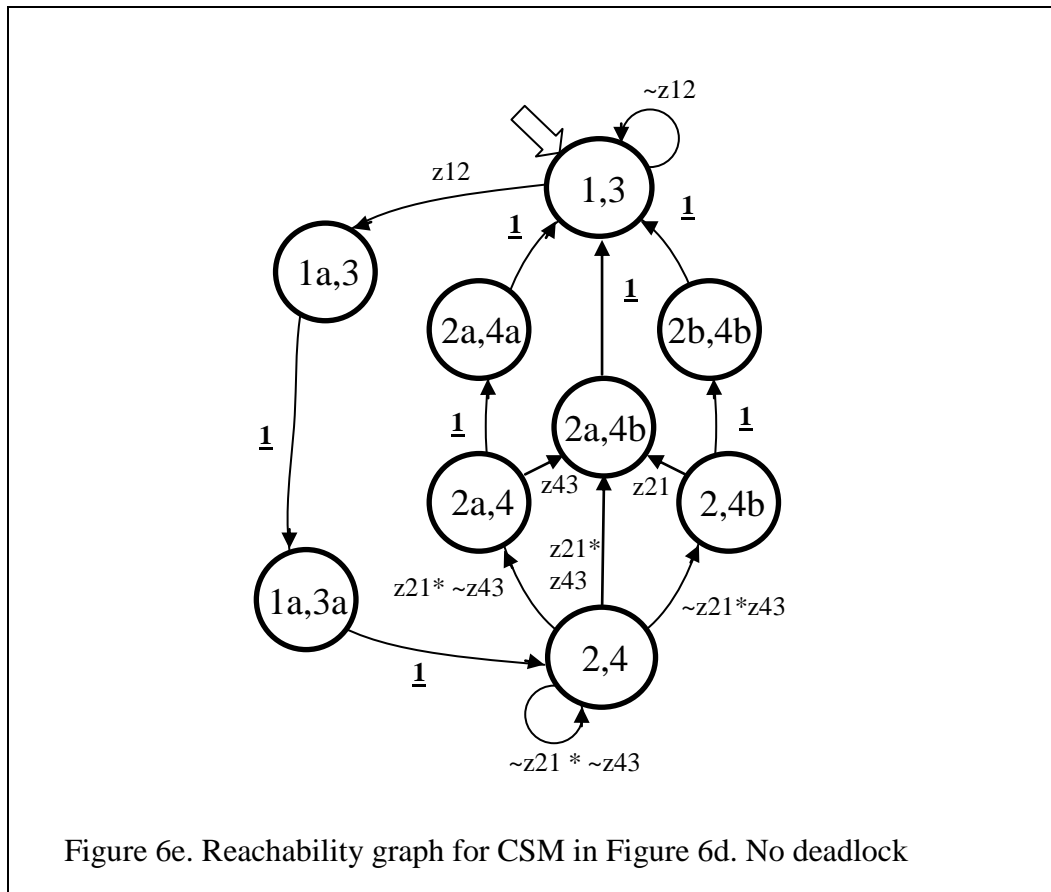 ~z12
z12
1,3
1
1
1a,3
1
2a,4a
2b,4b
1
1
1
2a,4b
z43
z21
2a,4
2,4b
z21*
z43
z21* ~z43
~z21*z43
1a,3a
1
2,4
~z21 * ~z43
Figure 6e. Reachability graph for CSM in Figure 6d. No deadlock